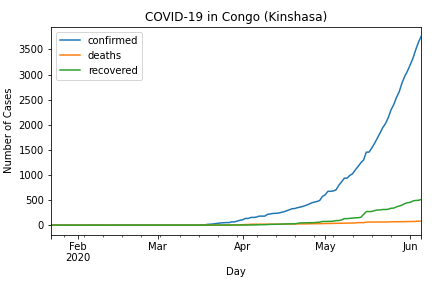 COVID-19 in Congo (Kinshasa)
confirmed
deaths
recovered
Number of Cases
3500
3000
2500
2000
1500
1000
500
0
Feb Mar Apr May Jun
2020
Day